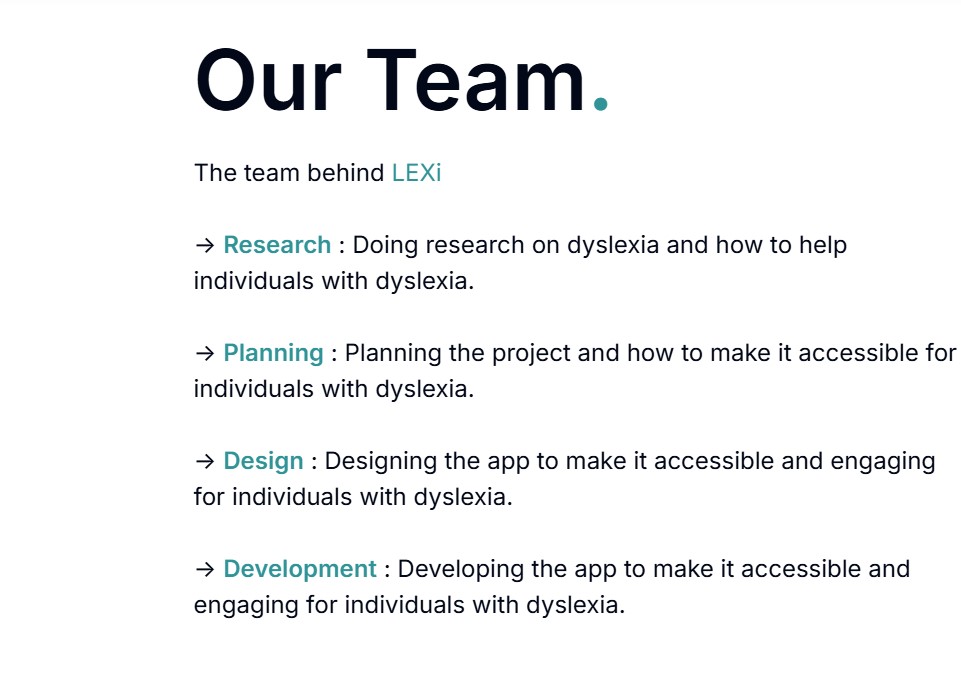 Our Team.
The team behind LEXi
→ Research : Doing research on dyslexia and how to help
individuals with dyslexia.
→ Planning : Planning the project and how to make it accessible for
individuals with dyslexia.
→ Design : Designing the app to make it accessible and engaging
for individuals with dyslexia.
→ Development : Developing the app to make it accessible and
engaging for individuals with dyslexia.